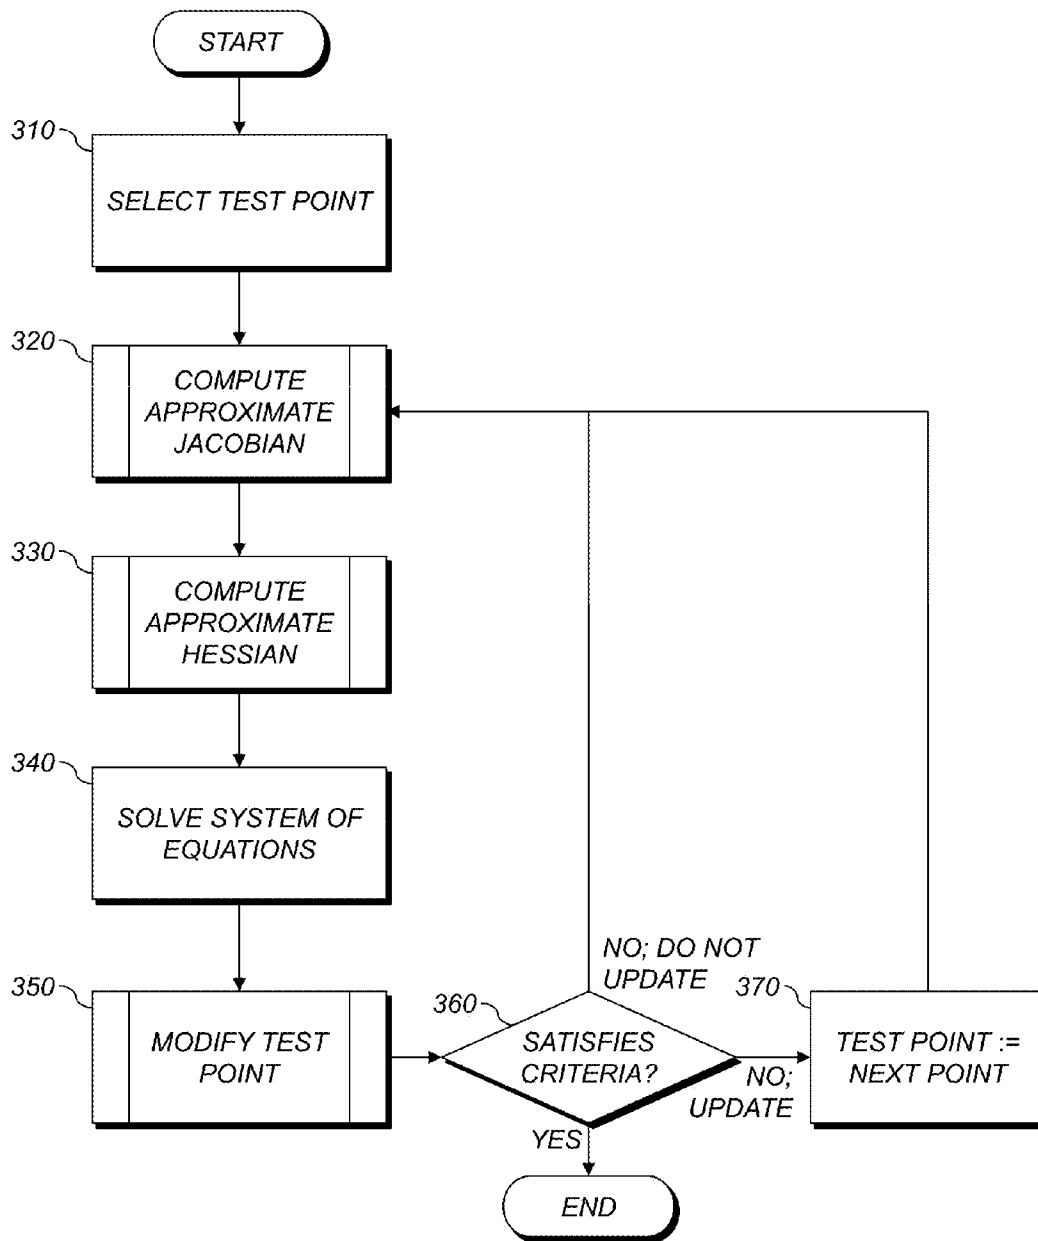 START
310
SELECT TEST POINT
320
COMPUTE
APPROXIMATE
JACOBIAN
330
COMPUTE
APPROXIMATE
HESSIAN
340
SOLVE SYSTEM OF
EQUATIONS
350
MODIFY TEST
POINT
360
SATISFIES
CRITERIA?
NO; DO NOT
UPDATE
NO;
UPDATE
YES
370
TEST POINT :=
NEXT POINT
END